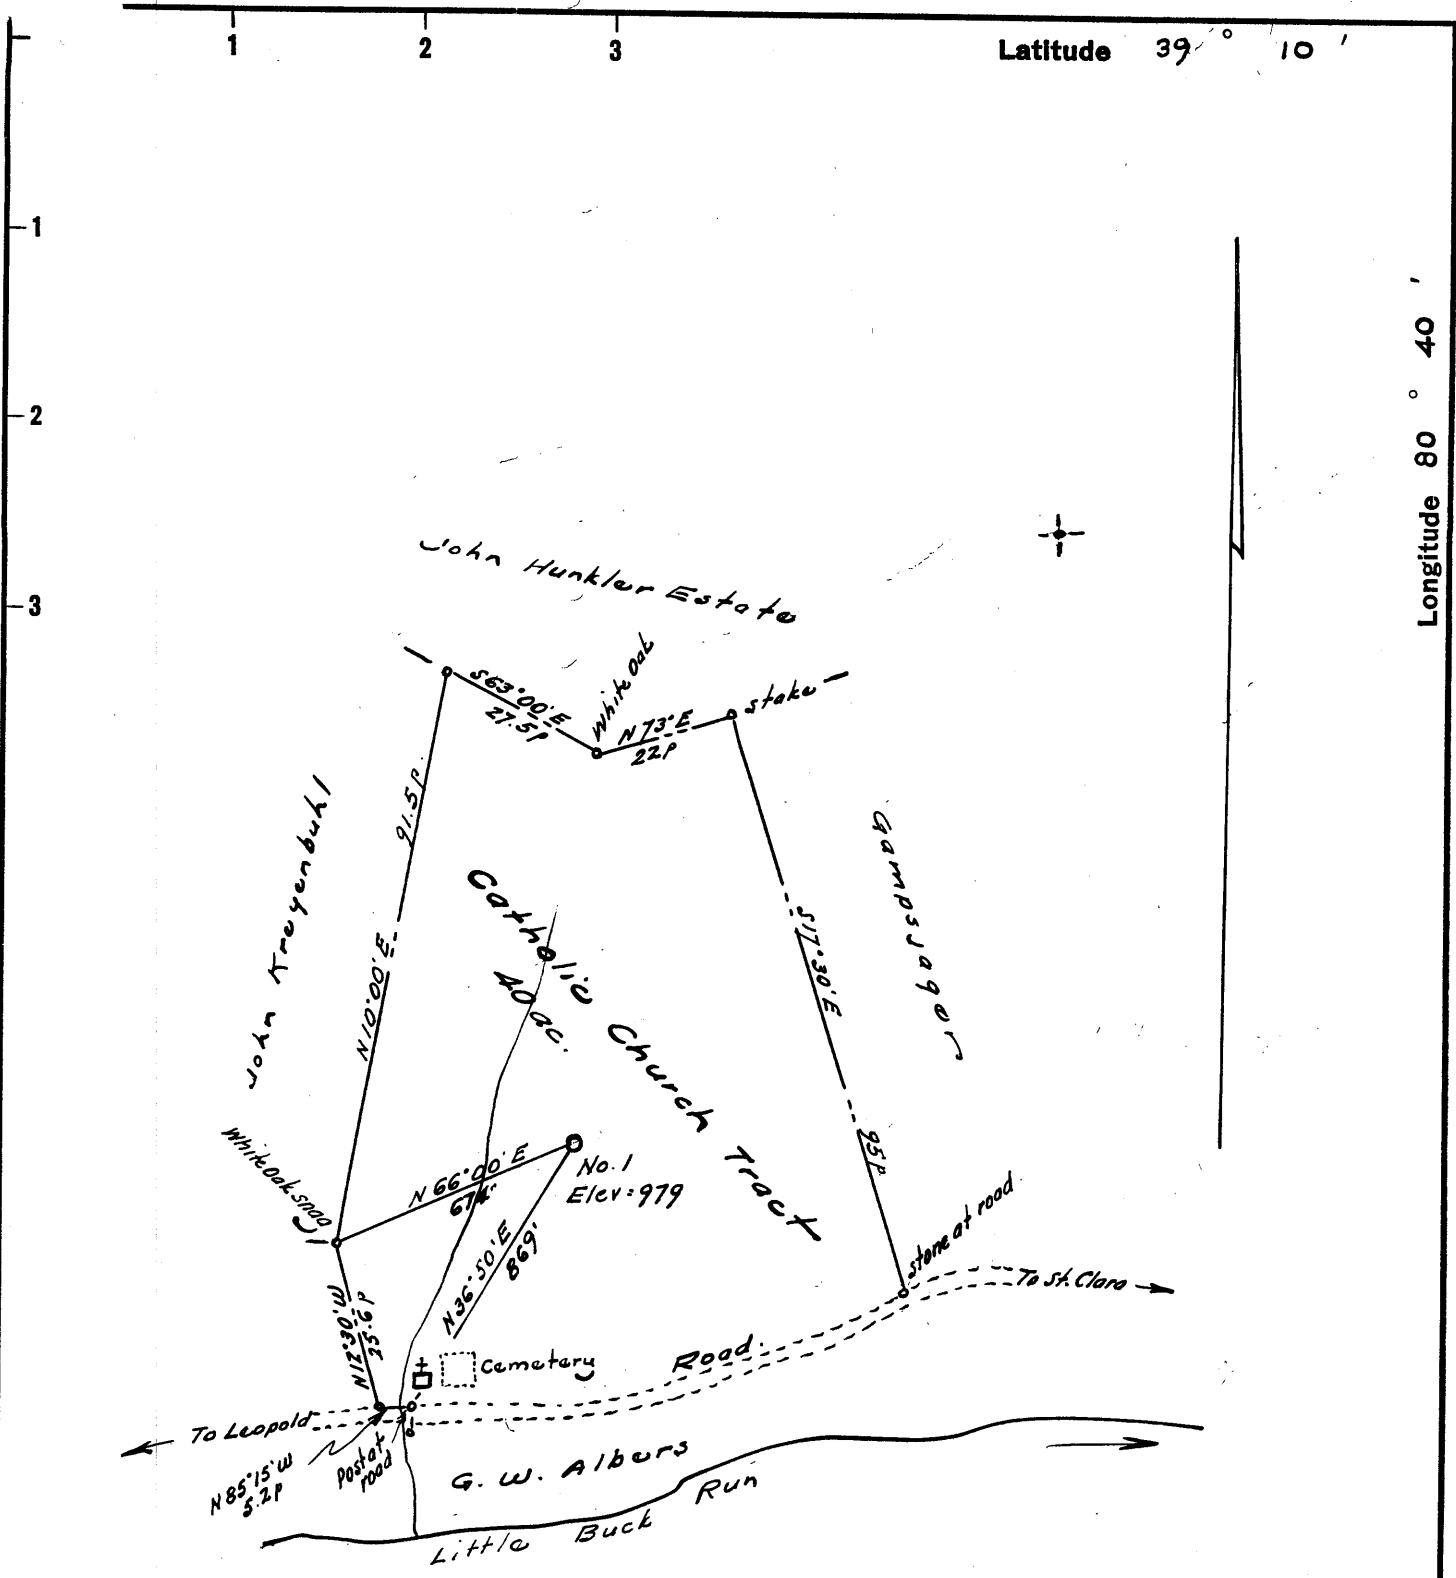 1 2 3
Latitude 39° 10'
1
2
3
Longitude 80° 40'
John Hunkler Estate
S63°00'E
27.5P
White Oak
N73°E
22P
stake
91.5P
N10°00'E
John Kreyenbuhl
Catholic Church Tract
40 ac.
Gampsjager
S17°30'E
95P
White oak snag
N66°00'E
674'
No. 1
Elev = 979
N36°50'E
869'
stone at road
To St. Clara
N12°30'W
25.6P
Cemetery
Road
To Leopold
N85°15'W
5.2P
Post at
road
G. W. Albers
Little Buck Run